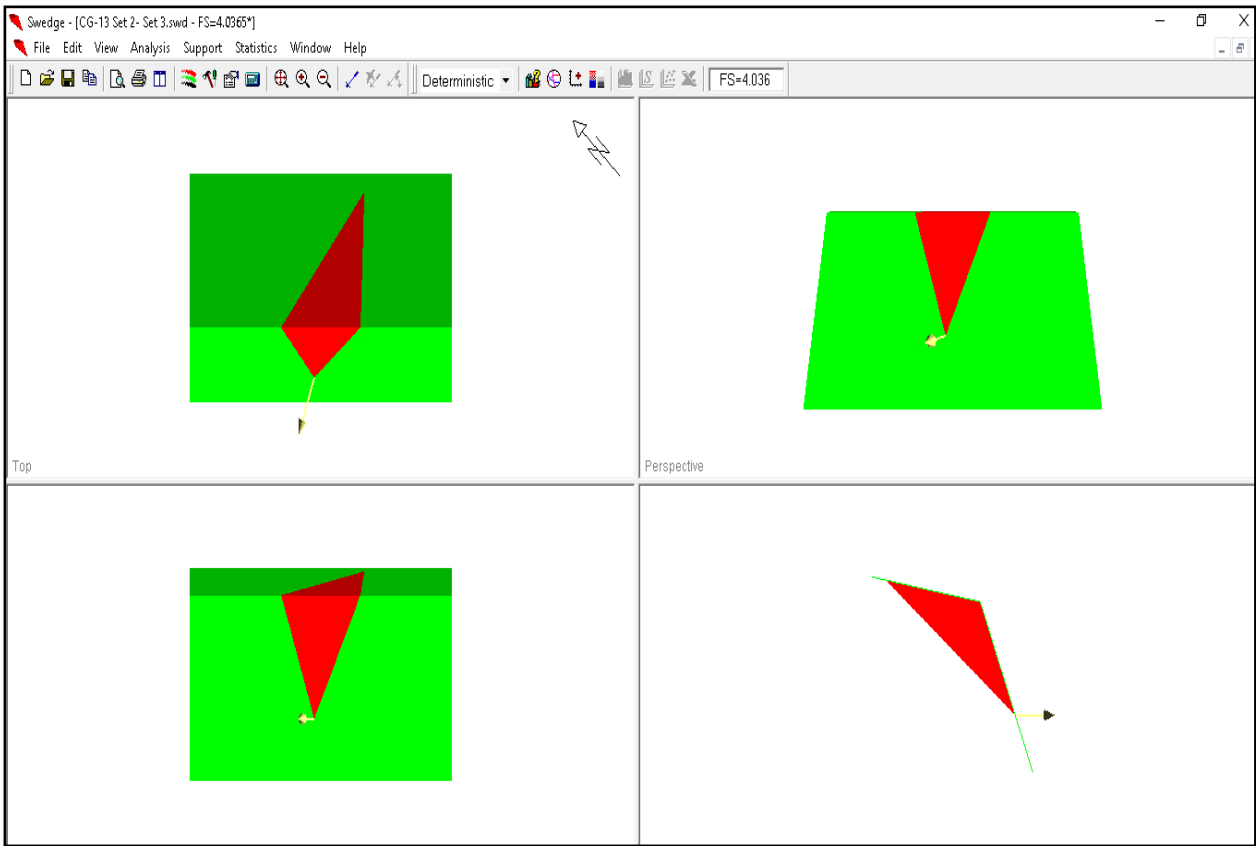 Swedge - [CG-13 Set 2- Set 3.swd - FS=4.0365*]
File Edit View Analysis Support Statistics Window Help
Deterministic FS=4.036
Top
Perspective